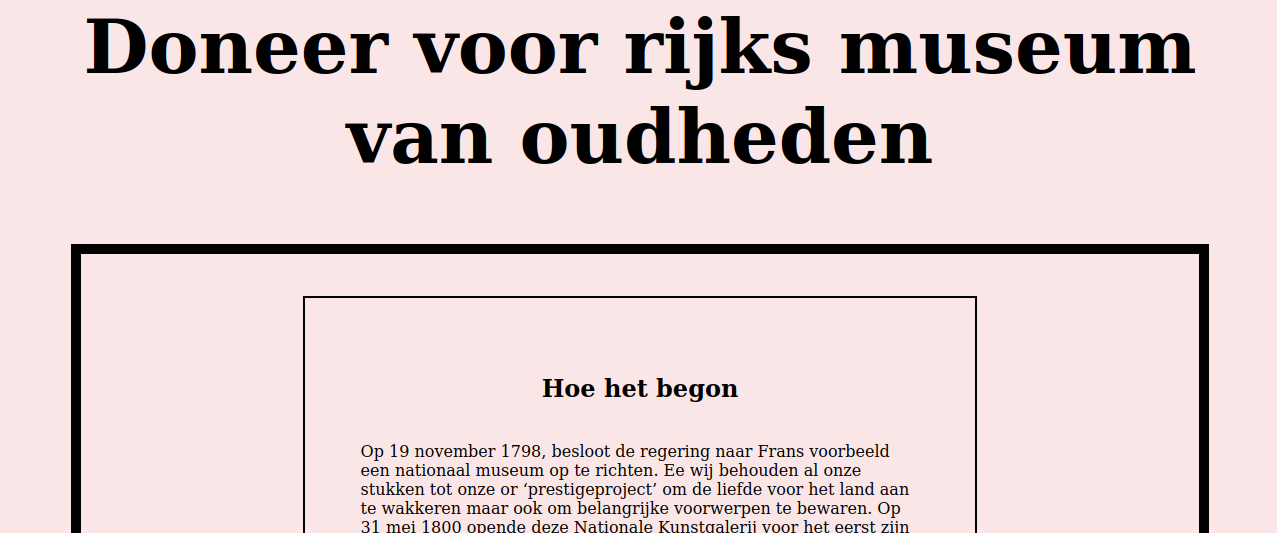 Doneer voor rijks museum
van oudheden
Hoe het begon
Op 19 november 1798, besloot de regering naar Frans voorbeeld
een nationaal museum op te richten. Ee wij behouden al onze
stukken tot onze or ‘prestigeproject’ om de liefde voor het land aan
te wakkeren maar ook om belangrijke voorwerpen te bewaren. Op
31 mei 1800 opende deze Nationale Kunstgalerij voor het eerst zijn